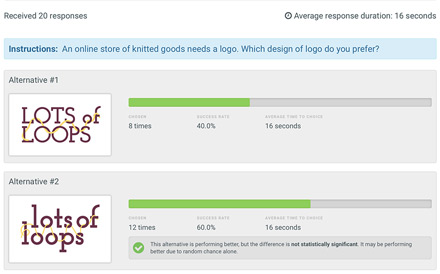 Received 20 responses
Average response duration: 16 seconds
Instructions: An online store of knitted goods needs a logo. Which design of logo do you prefer?
Alternative #1
LOTS of
LOOPS
CHOSEN SUCCESS RATE AVERAGE TIME TO CHOICE
8 times 40.0% 16 seconds
Alternative #2
lots of
loops
CHOSEN SUCCESS RATE AVERAGE TIME TO CHOICE
12 times 60.0% 16 seconds
This alternative is performing better, but the difference is not statistically significant. It may be performing
better due to random chance alone.